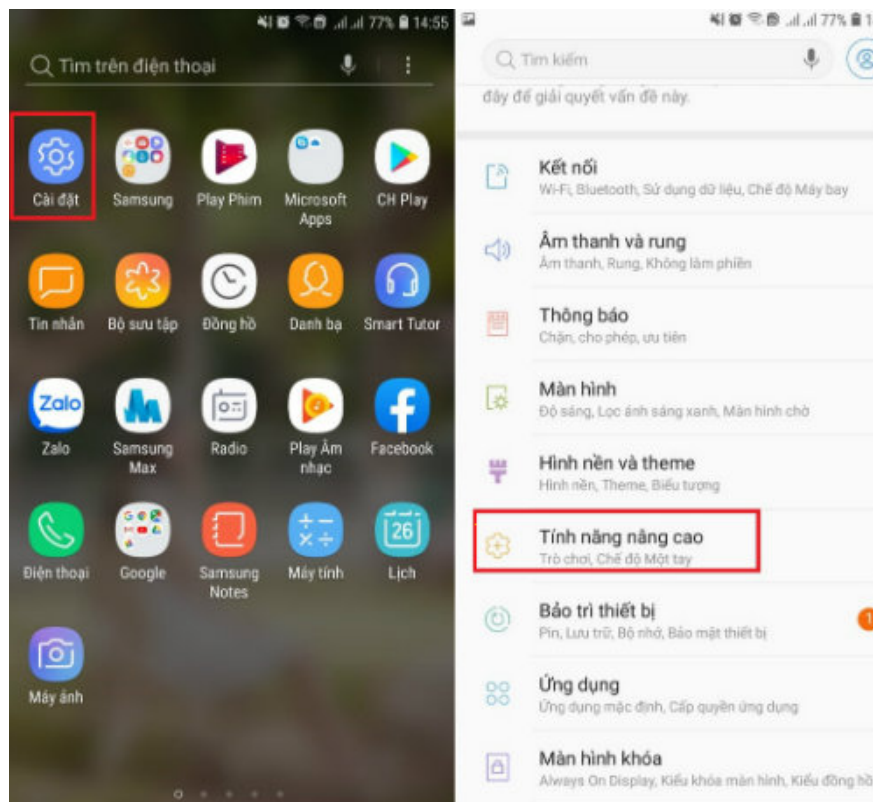 77% 14:55
Tìm trên điện thoại
Cài đặt
Samsung
Play Phim
Microsoft
Apps
CH Play
Tin nhắn
Bộ sưu tập
Đồng hồ
Danh bạ
Smart Tutor
Zalo
Zalo
Samsung
Max
Radio
Play Âm
nhạc
Facebook
Điện thoại
Google
Samsung
Notes
Máy tính
26
Lịch
Máy ảnh
77%
Tìm kiếm
đây để giải quyết vấn đề này.
Kết nối
Wi-Fi, Bluetooth, Sử dụng dữ liệu, Chế độ Máy bay
Âm thanh và rung
Âm thanh, Rung, Không làm phiền
Thông báo
Chặn, cho phép, ưu tiên
Màn hình
Độ sáng, Lọc ánh sáng xanh, Màn hình chờ
Hình nền và theme
Hình nền, Theme, Biểu tượng
Tính năng nâng cao
Trò chơi, Chế độ Một tay
Bảo trì thiết bị
Pin, Lưu trữ, Bộ nhớ, Bảo mật thiết bị
Ứng dụng
Ứng dụng mặc định, Cấp quyền ứng dụng
Màn hình khóa
Always On Display, Kiểu khóa màn hình, Kiểu đồng hồ